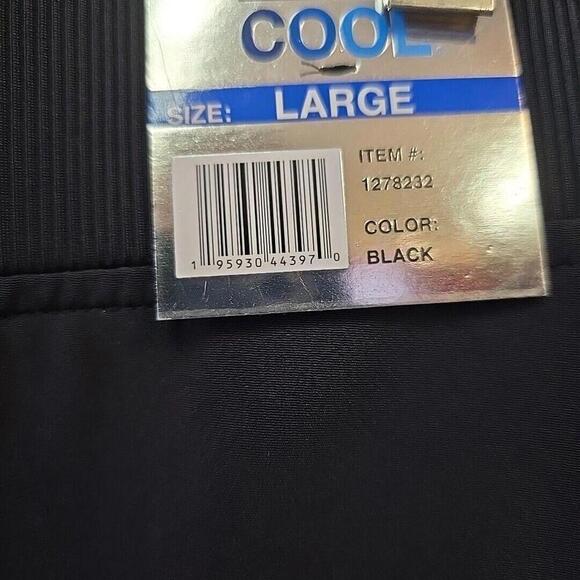 COOL
SIZE: LARGE
ITEM #:
1278232
COLOR:
BLACK
1 95930 44397 0